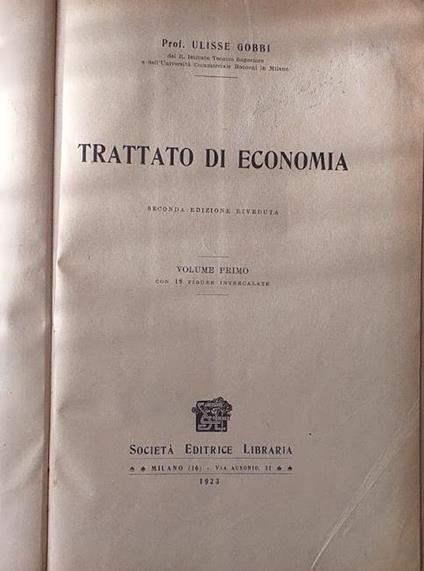 Prof. ULISSE GOBBI
del R. Istituto Tecnico Superiore
e dell'Università Commerciale Bocconi in Milano
TRATTATO DI ECONOMIA
SECONDA EDIZIONE RIVEDUTA
VOLUME PRIMO
CON 19 FIGURE INTERCALATE
SOCIETÀ EDITRICE LIBRARIA
MILANO (16) - VIA AUSONIO, 22
1923